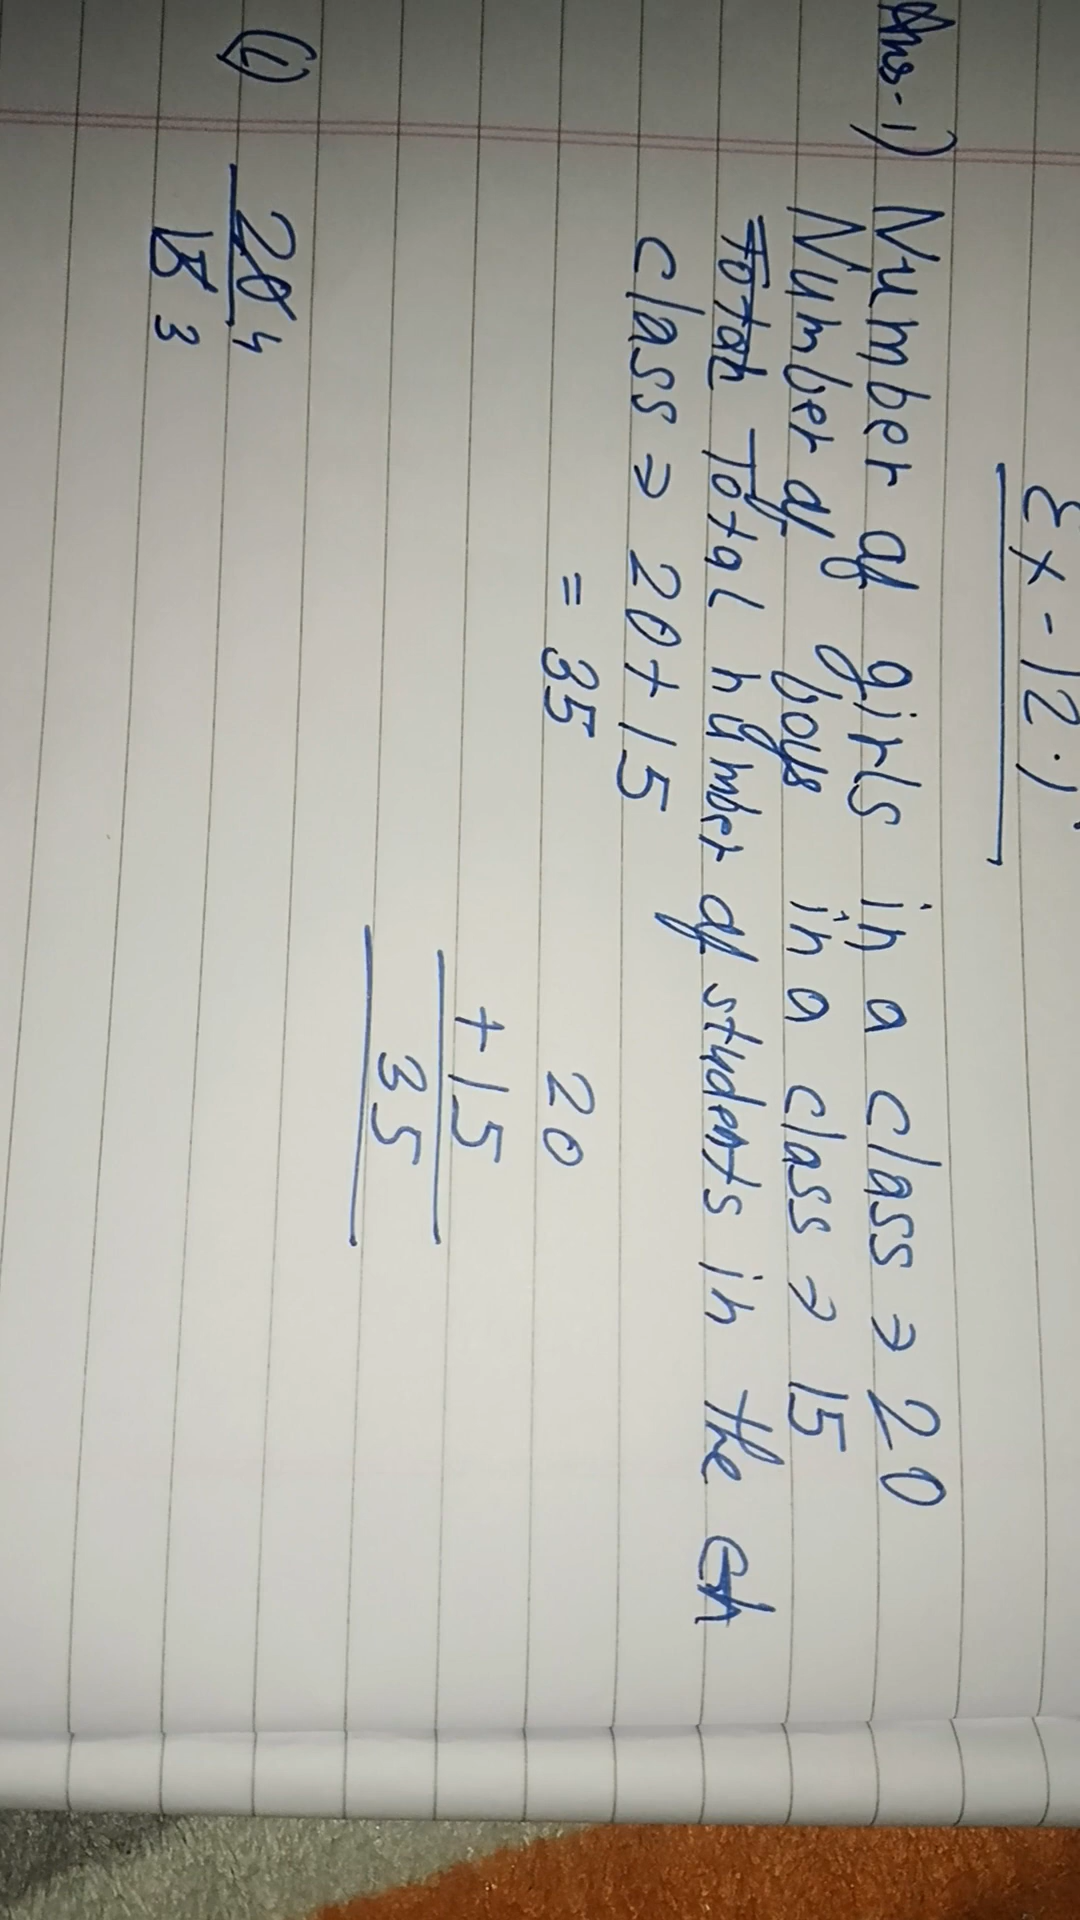 Ex-12.1
Ans-1) Number of girls in a class → 20
Number of boys in a class → 15
Total number of students in the
class → 20+15
= 35
20
+15
35
(i) 20 4
15 3